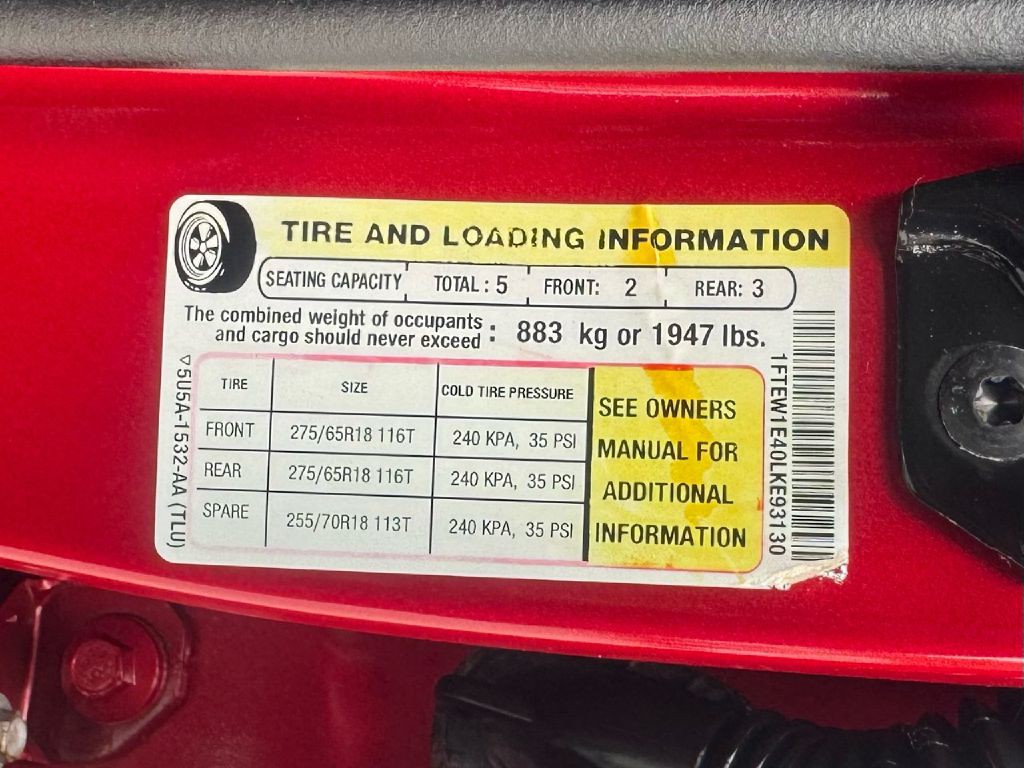 TIRE AND LOADING INFORMATION
SEATING CAPACITY TOTAL : 5 FRONT: 2 REAR: 3
The combined weight of occupants
and cargo should never exceed : 883 kg or 1947 lbs.
TIRE SIZE COLD TIRE PRESSURE
FRONT 275/65R18 116T 240 KPA, 35 PSI
REAR 275/65R18 116T 240 KPA, 35 PSI
SPARE 255/70R18 113T 240 KPA, 35 PSI
SEE OWNERS
MANUAL FOR
ADDITIONAL
INFORMATION
▽5U5A-1532-AA (TLU)
1FTEW1E40LKE93130